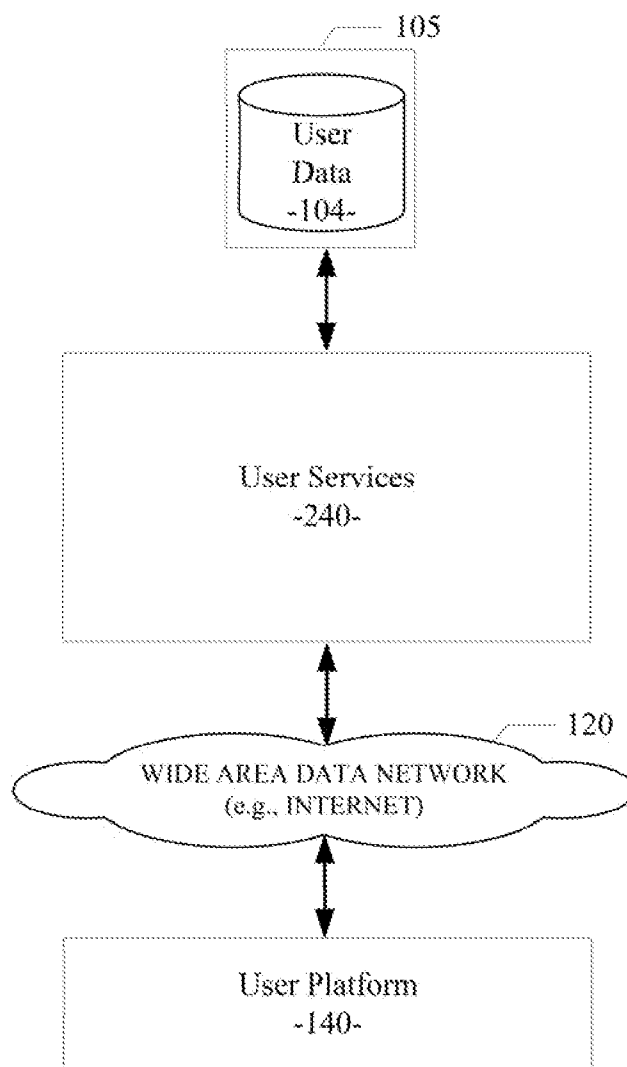 105
User
Data
-104-
User Services
-240-
120
WIDE AREA DATA NETWORK
(e.g., INTERNET)
User Platform
-140-